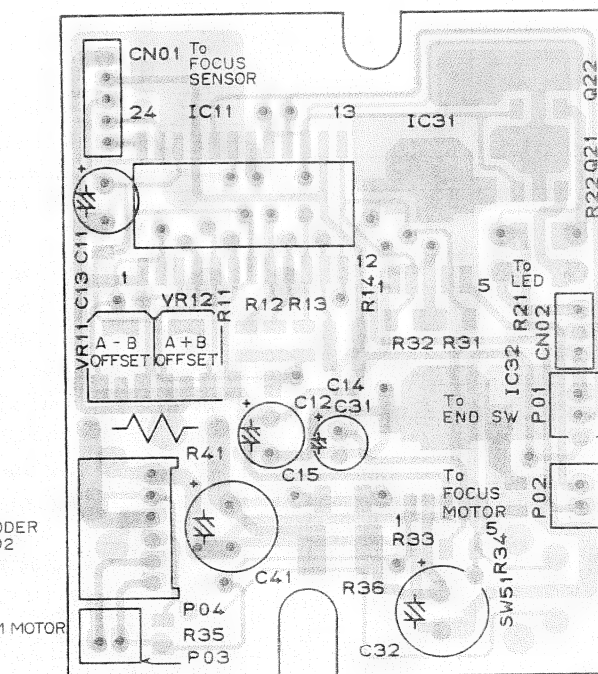 CN01 To
FOCUS
SENSOR
24 IC11 13
IC31
Q22
Q21
R22
+
C11
C13
VR11
1
VR12
R11
R12 R13
12
R14
1
5
To
LED
R21
CN02
IC32
A - B
OFFSET
A + B
OFFSET
R32 R31
C14
C12 C31
+
+
To
END SW
P01
R41
C15
+
To
FOCUS
MOTOR
P02
1
R33
5
R34
C41
R36
+
SW51
C32
P04
R35
P03
M MOTOR